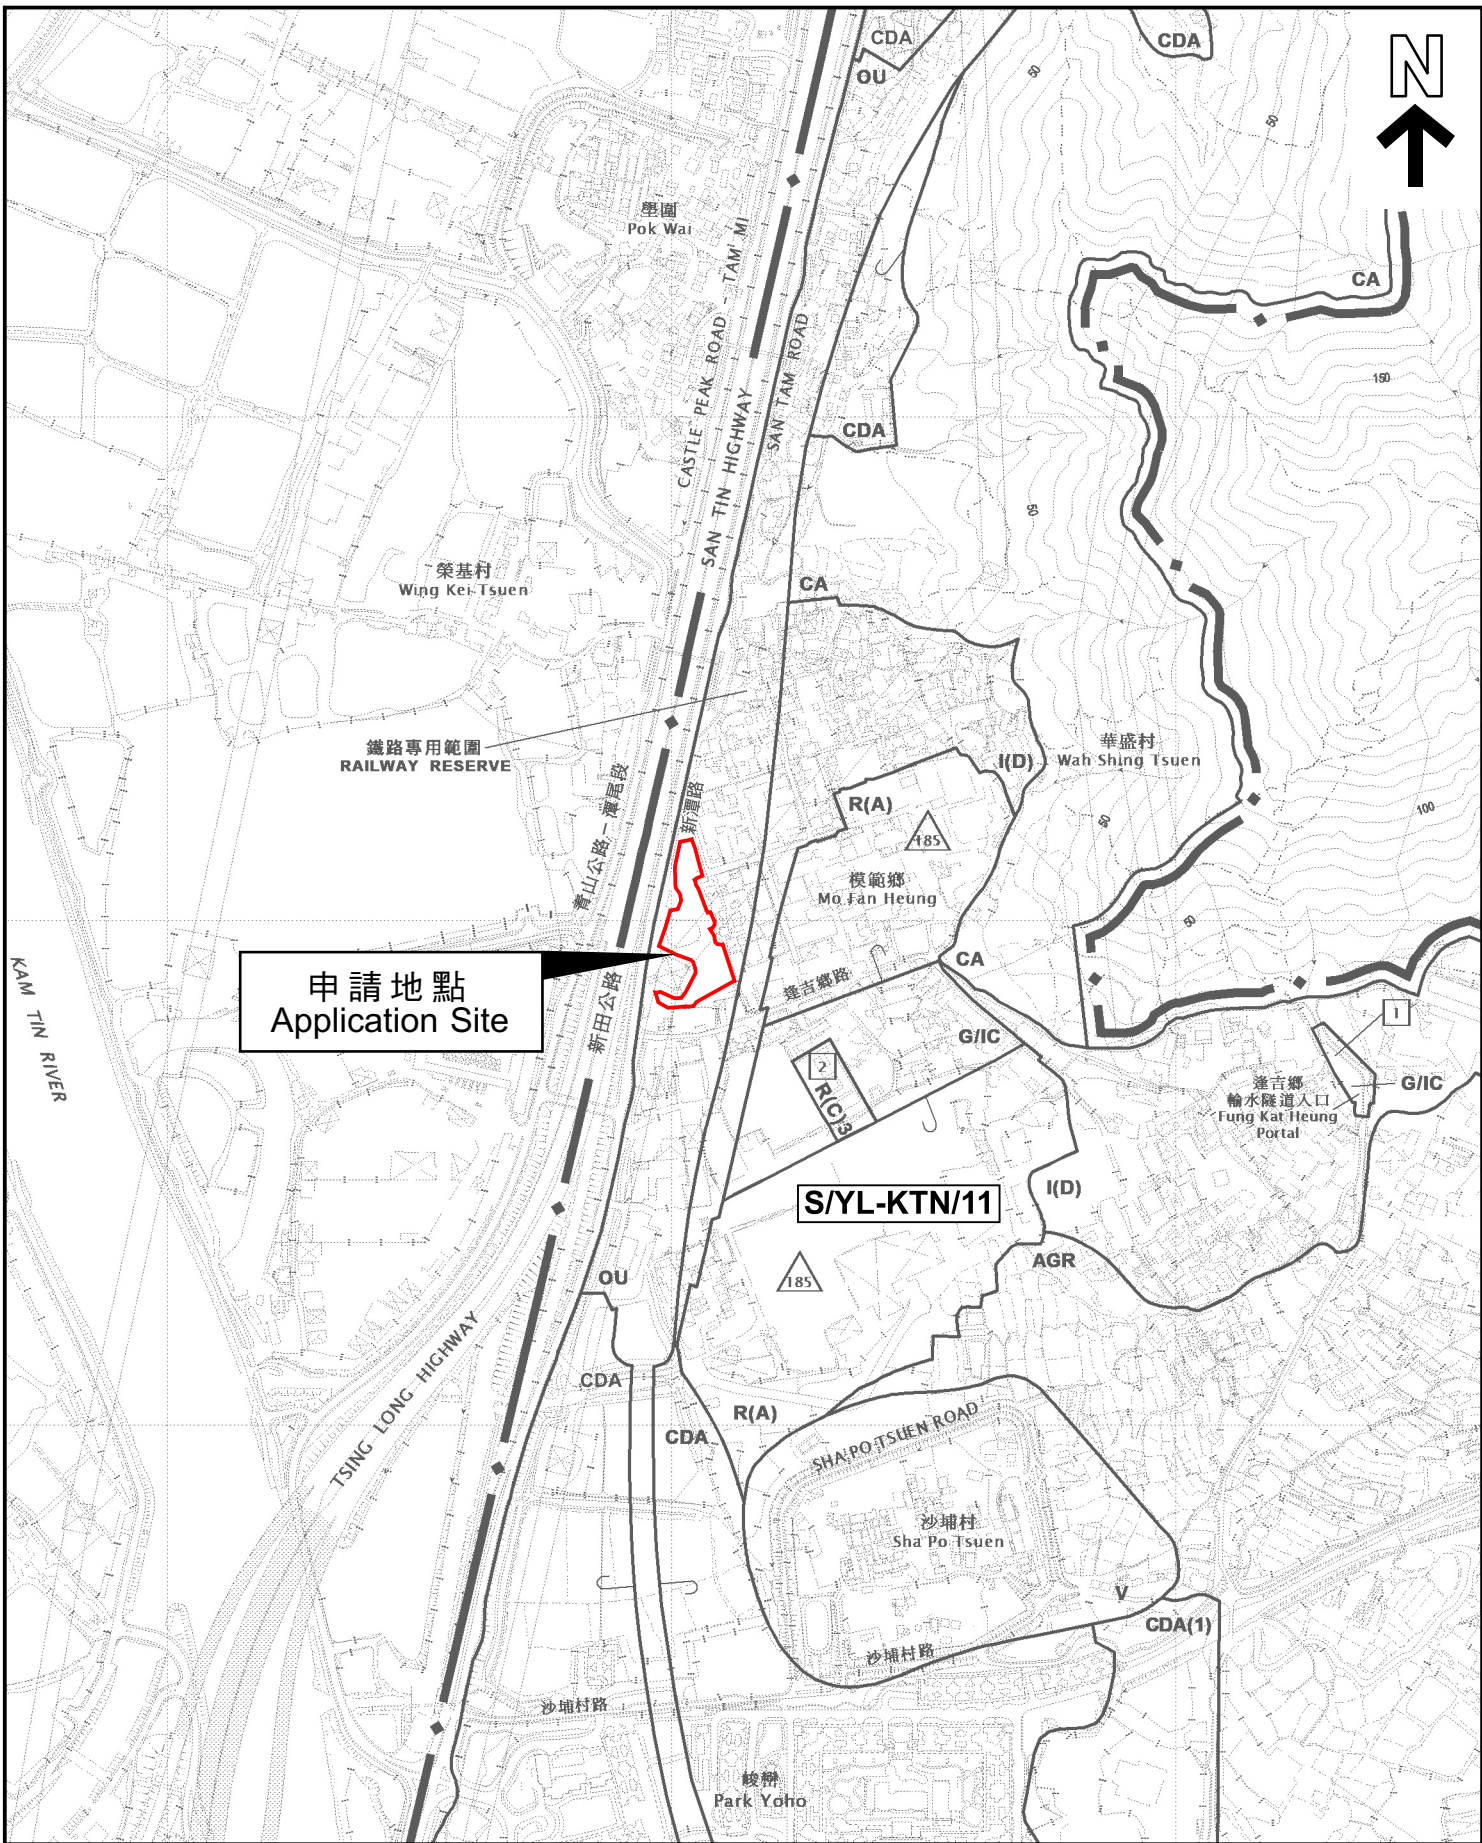 N
CDA
OU
CDA
壆圍
Pok Wai
CASTLE PEAK ROAD - TAM MI
SAN TIN HIGHWAY
SAN TAM ROAD
50
50
CA
150
CDA
50
榮基村
Wing Kei Tsuen
CA
鐵路專用範圍
RAILWAY RESERVE
青山公路－潭尾段
新潭路
I(D)
華盛村
Wah Shing Tsuen
R(A)
185
50
100
模範鄉
Mo Fan Heung
50
CA
逢吉鄉路
申請地點
Application Site
新田公路
KAM TIN RIVER
G/IC
1
2
R(C)3
逢吉鄉
輸水隧道入口
Fung Kat Heung
Portal
G/IC
S/YL-KTN/11
I(D)
AGR
185
OU
CDA
TSING LONG HIGHWAY
R(A)
CDA
SHA PO TSUEN ROAD
沙埔村
Sha Po Tsuen
V
CDA(1)
沙埔村路
沙埔村路
峻巒
Park Yoho